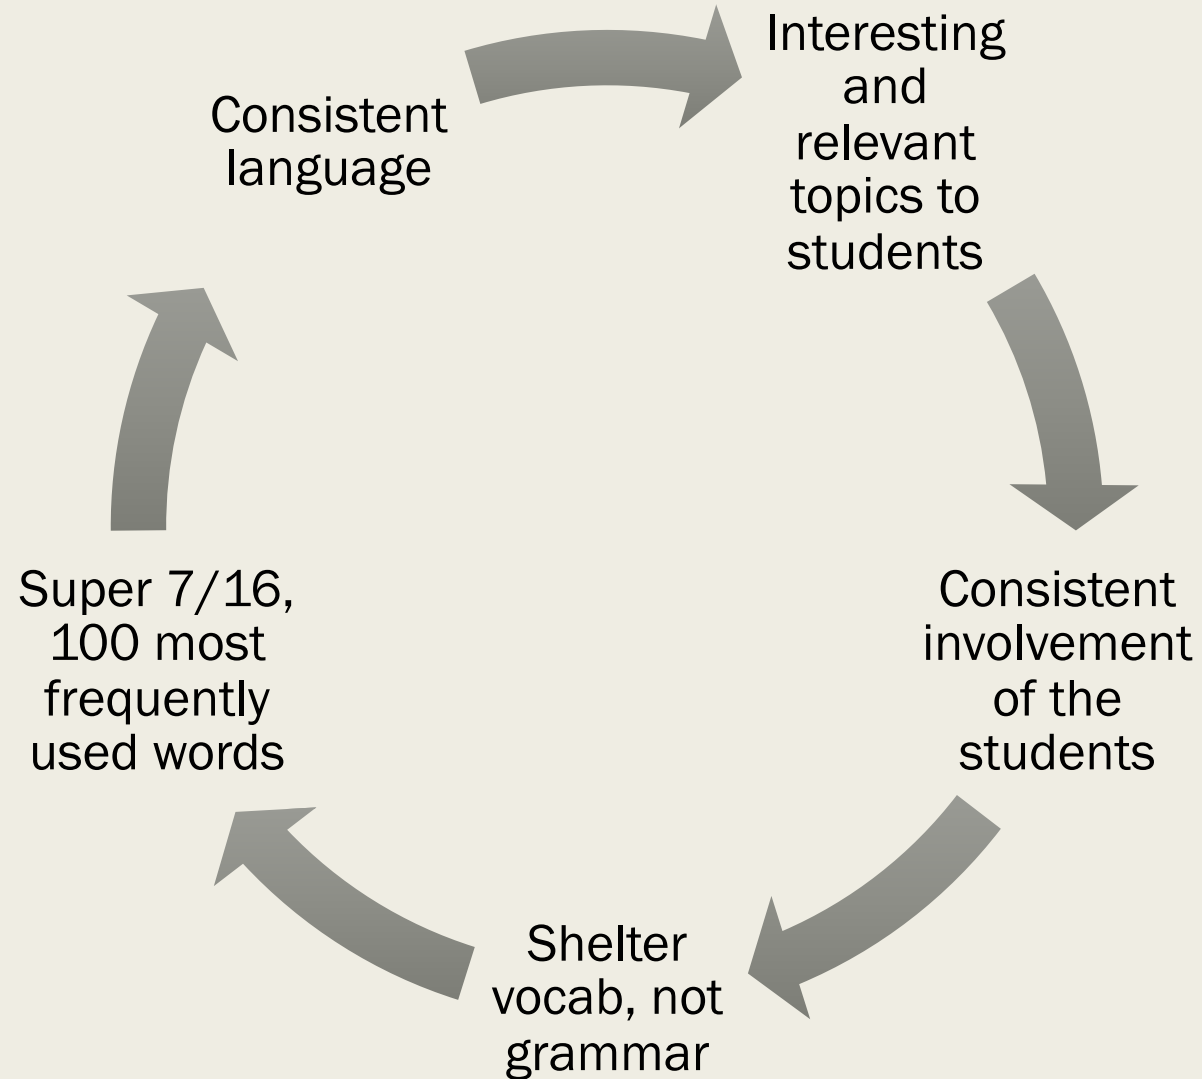 Consistent
language
Interesting
and
relevant
topics to
students
Consistent
involvement
of the
students
Shelter
vocab, not
grammar
Super 7/16,
100 most
frequently
used words